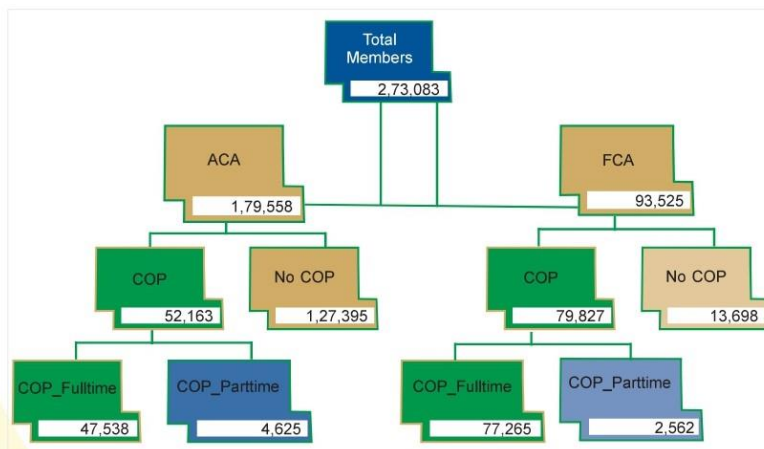 Total
Members
2,73,083
ACA
1,79,558
FCA
93,525
COP
52,163
No COP
1,27,395
COP
79,827
No COP
13,698
COP_Fulltime
47,538
COP_Parttime
4,625
COP_Fulltime
77,265
COP_Parttime
2,562